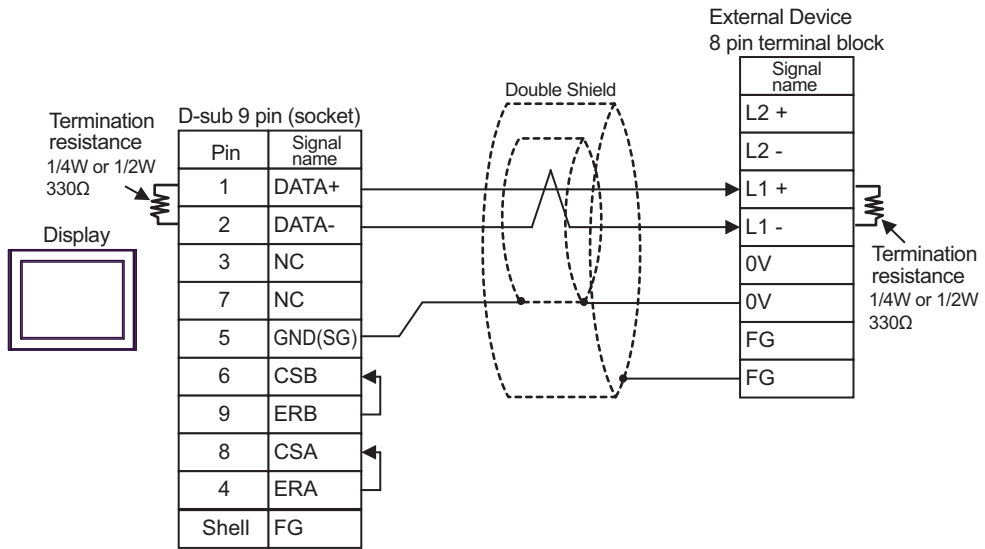 External Device
8 pin terminal block
Signal
name
L2 +
L2 -
L1 +
L1 -
0V
0V
FG
FG
Double Shield
Termination
resistance
1/4W or 1/2W
330Ω
Display
D-sub 9 pin (socket)
Pin Signal
name
1 DATA+
2 DATA-
3 NC
7 NC
5 GND(SG)
6 CSB
9 ERB
8 CSA
4 ERA
Shell FG
Termination
resistance
1/4W or 1/2W
330Ω